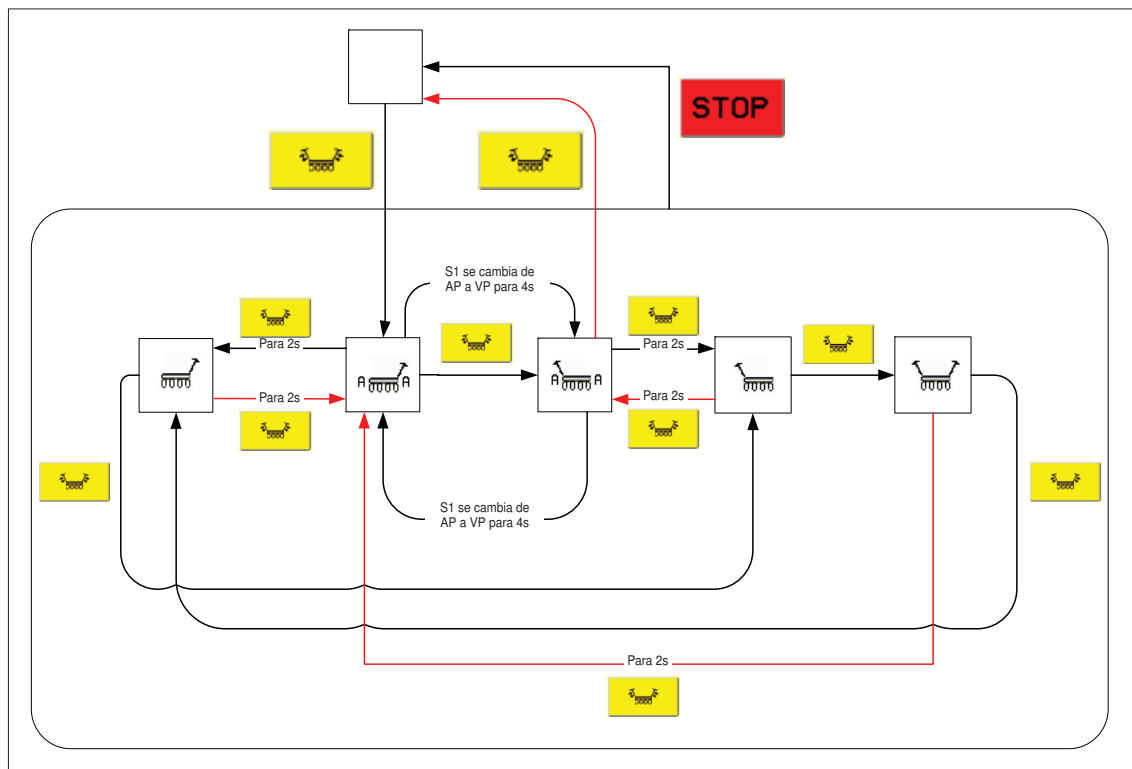 STOP
S1 se cambia de
AP a VP para 4s
Para 2s
Para 2s
A A
A A
Para 2s
Para 2s
S1 se cambia de
AP a VP para 4s
Para 2s